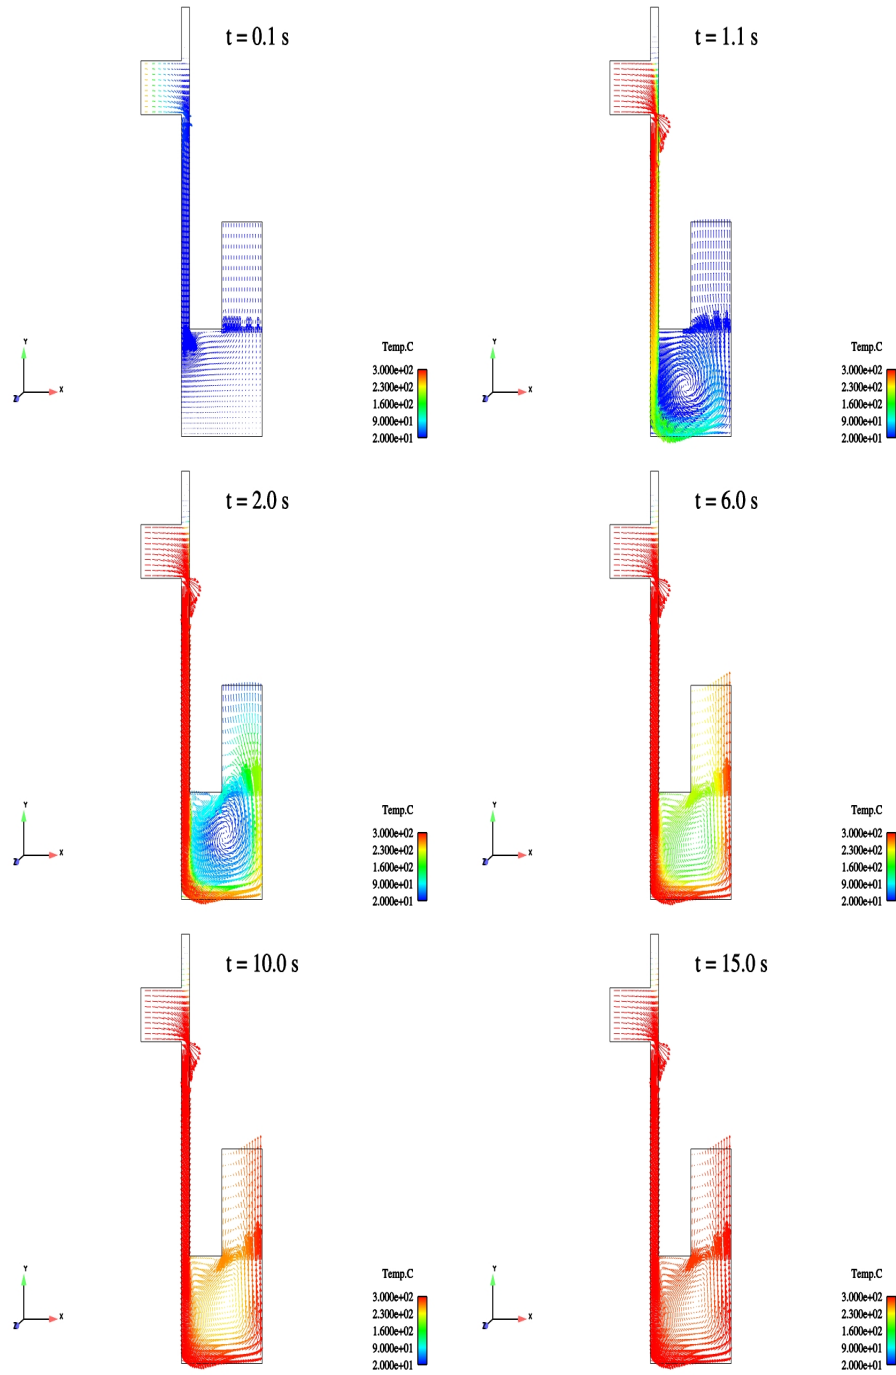 t = 0.1 s
Y
Z
X
Temp.C
3.000e+02
2.300e+02
1.600e+02
9.000e+01
2.000e+01
t = 1.1 s
Y
Z
X
Temp.C
3.000e+02
2.300e+02
1.600e+02
9.000e+01
2.000e+01
t = 2.0 s
Y
Z
X
Temp.C
3.000e+02
2.300e+02
1.600e+02
9.000e+01
2.000e+01
t = 6.0 s
Y
Z
X
Temp.C
3.000e+02
2.300e+02
1.600e+02
9.000e+01
2.000e+01
t = 10.0 s
Y
Z
X
Temp.C
3.000e+02
2.300e+02
1.600e+02
9.000e+01
2.000e+01
t = 15.0 s
Y
Z
X
Temp.C
3.000e+02
2.300e+02
1.600e+02
9.000e+01
2.000e+01